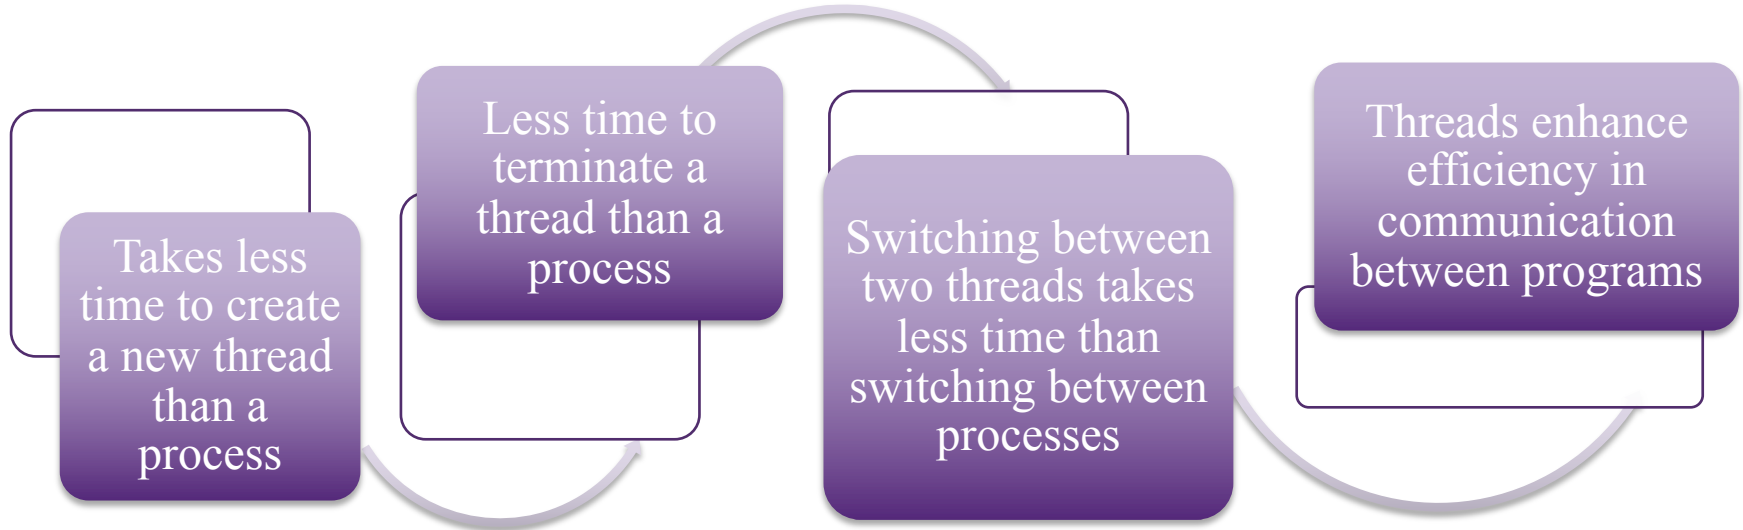 Takes less
time to create
a new thread
than a
process
Less time to
terminate a
thread than a
process
Switching between
two threads takes
less time than
switching between
processes
Threads enhance
efficiency in
communication
between programs